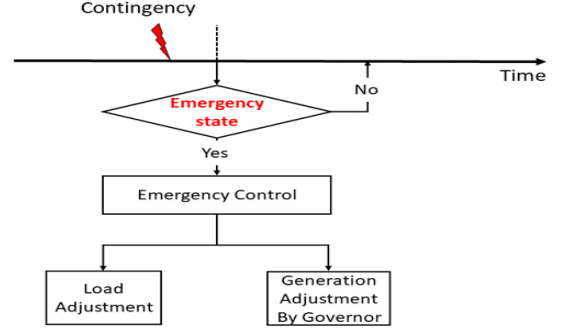 Contingency
Time
No
Emergency
state
Yes
Emergency Control
Load
Adjustment
Generation
Adjustment
By Governor